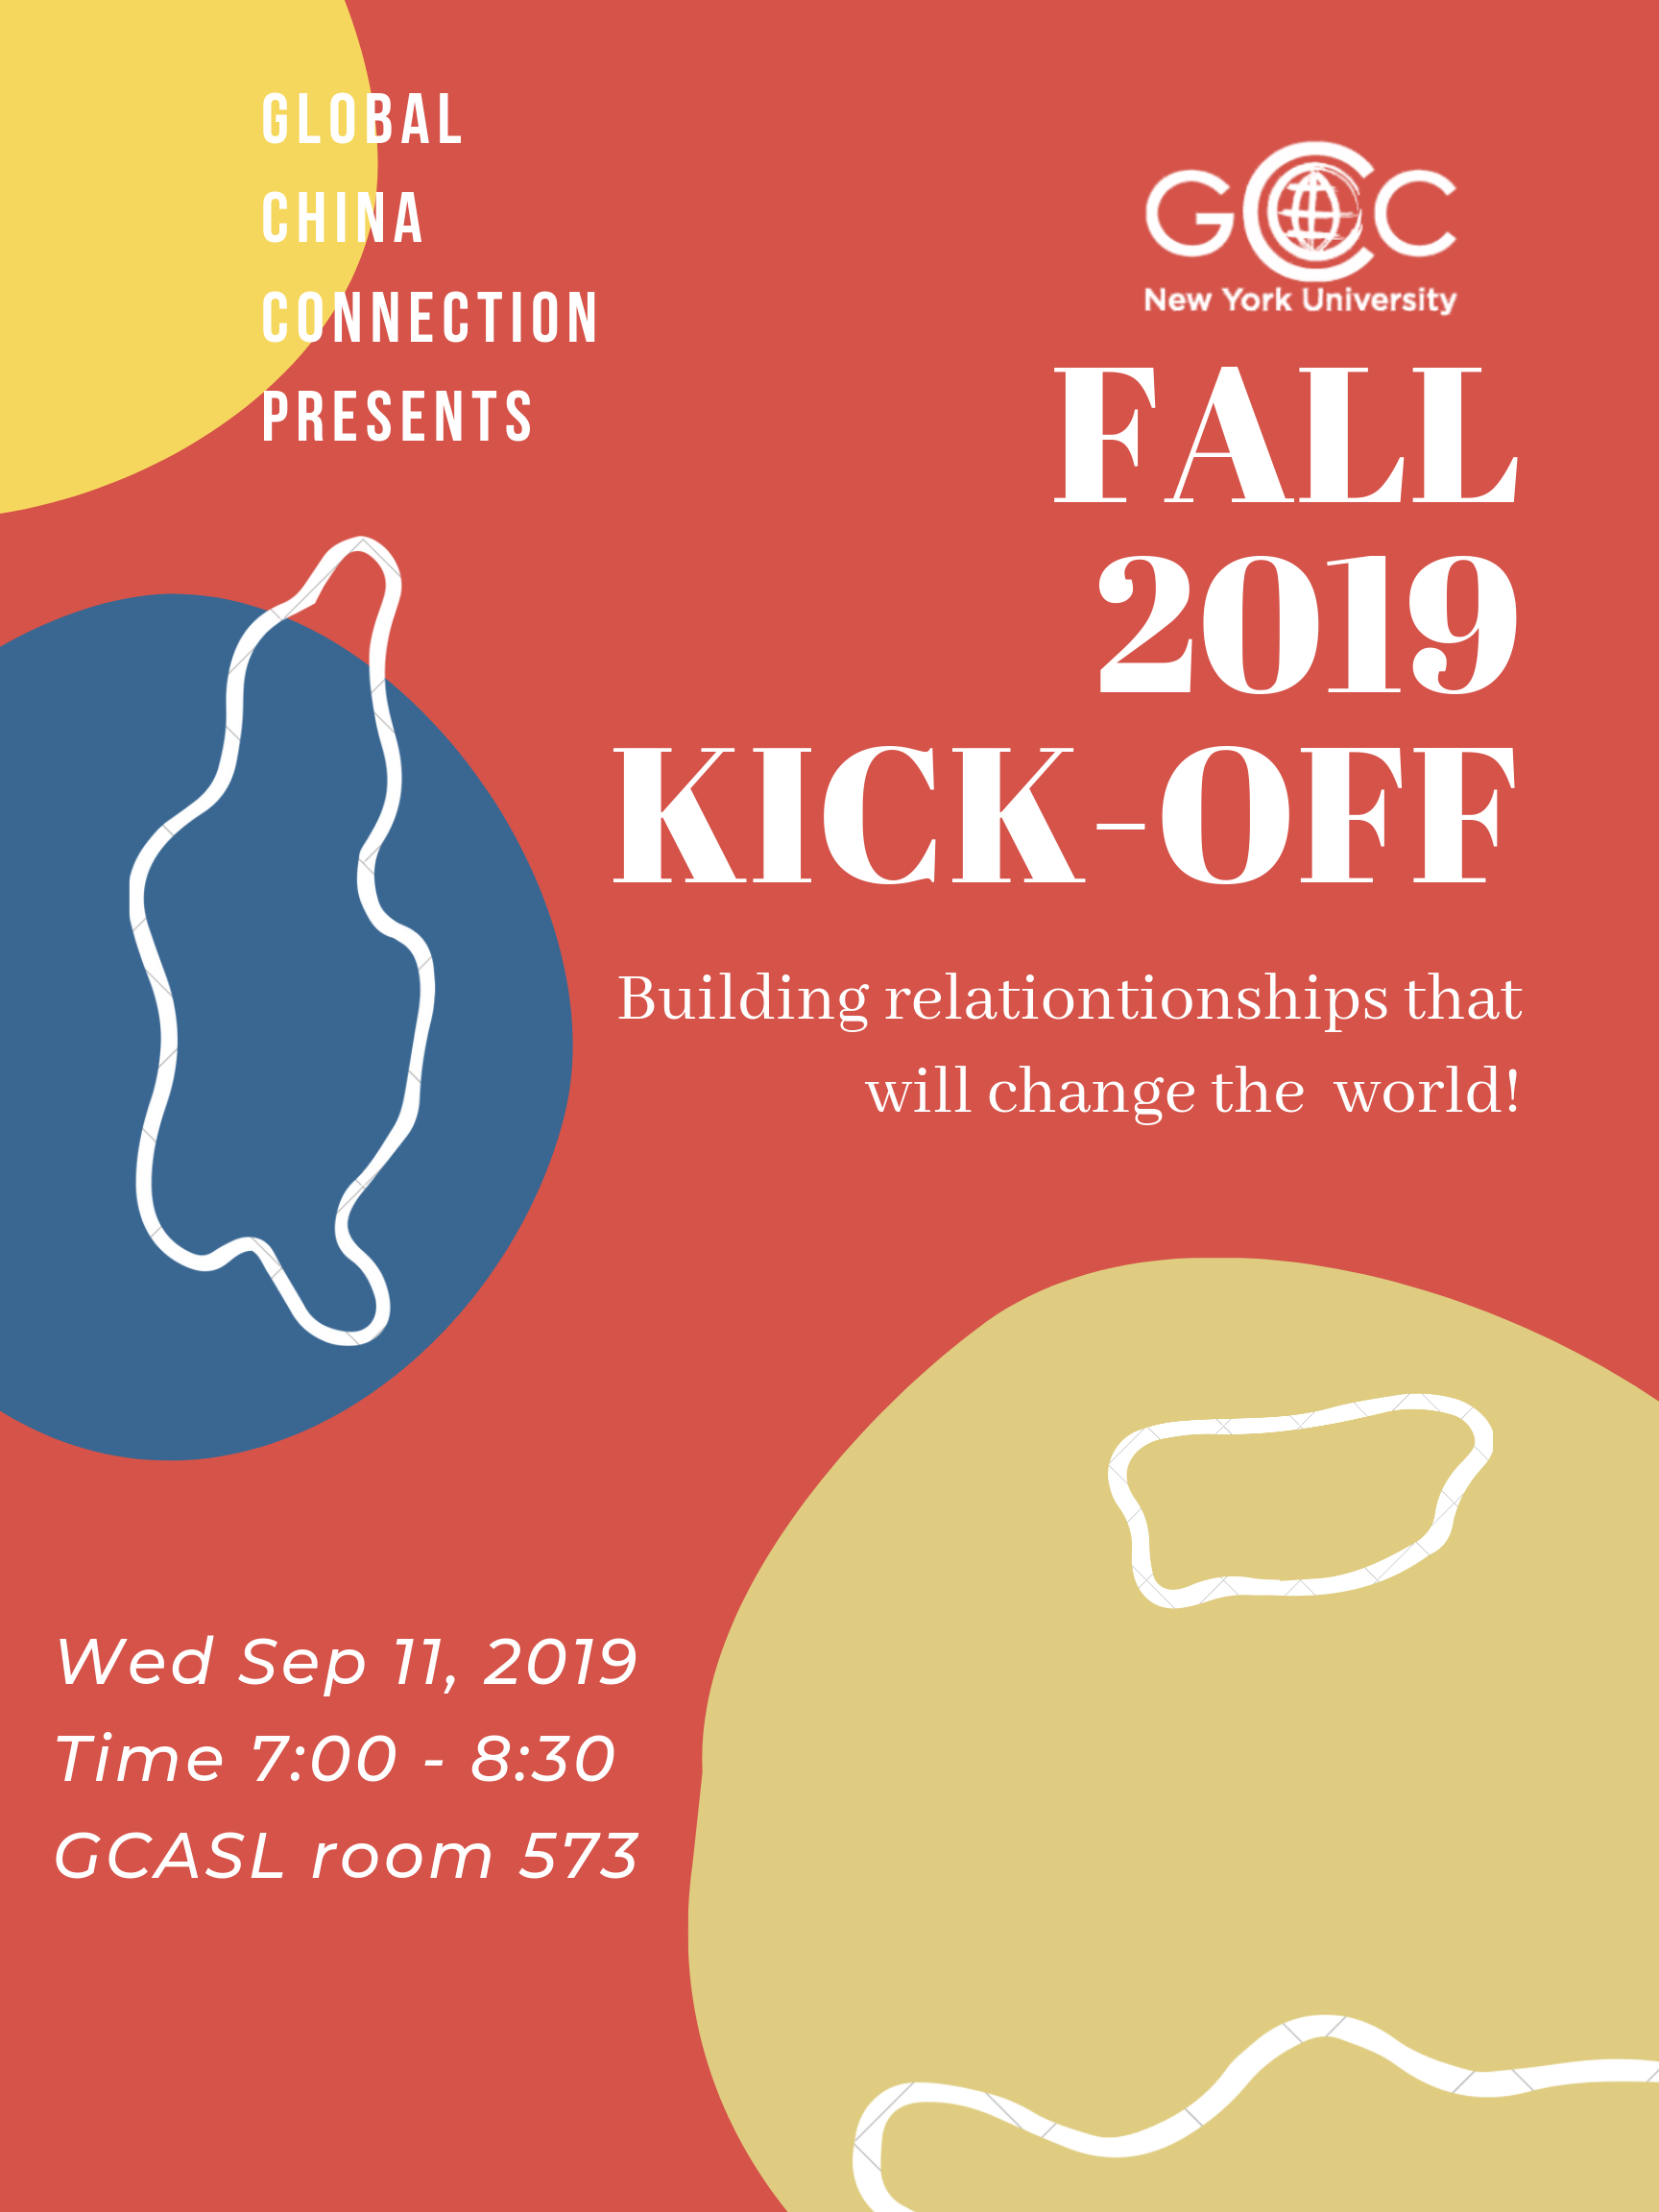 GLOBAL
CHINA
CONNECTION
PRESENTS
GCC
New York University
FALL
2019
KICK-OFF
Building relationtionships that
will change the  world!
Wed Sep 11, 2019
Time 7:00 - 8:30
GCASL room 573